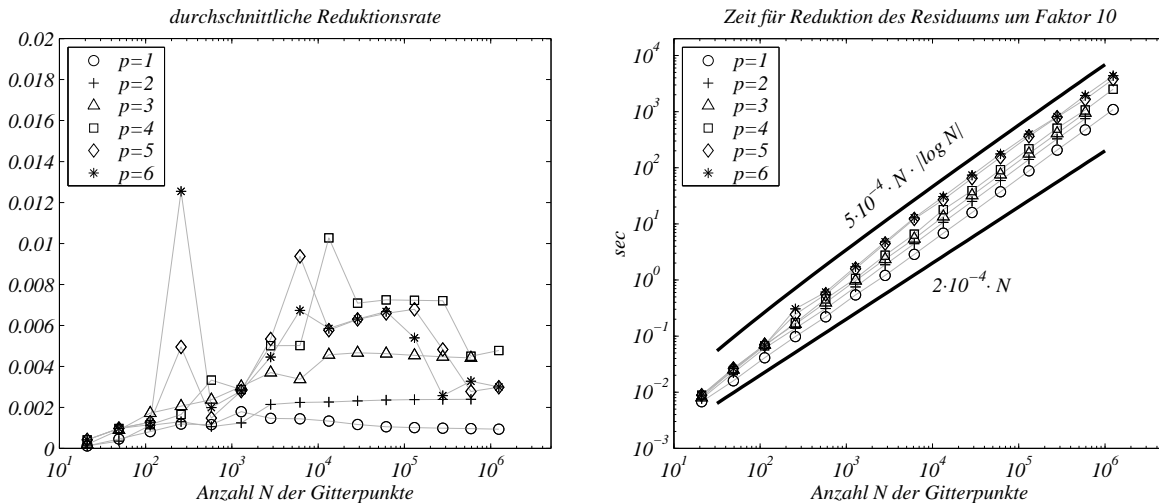 durchschnittliche Reduktionsrate
0.02
0.018
0.016
0.014
0.012
0.01
0.008
0.006
0.004
0.002
0
p=1
p=2
p=3
p=4
p=5
p=6
10^1
10^2
10^3
10^4
10^5
10^6
Anzahl N der Gitterpunkte
Zeit für Reduktion des Residuums um Faktor 10
sec
10^4
10^3
10^2
10^1
10^0
10^-1
10^-2
10^-3
p=1
p=2
p=3
p=4
p=5
p=6
5·10^-4 · N · |log N|
2·10^-4 · N
10^1
10^2
10^3
10^4
10^5
10^6
Anzahl N der Gitterpunkte